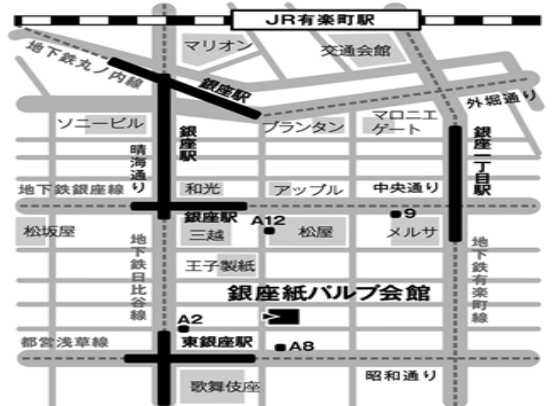 JR有楽町駅
マリオン
交通会館
地下鉄丸ノ内線
銀座駅
外堀通り
ソニービル
銀座駅
プランタン
マロニエ
ゲート
銀座一丁目駅
晴海通り
地下鉄銀座線
和光
アップル
中央通り
銀座駅
A12
9
松坂屋
三越
松屋
メルサ
地下鉄日比谷線
王子製紙
地下鉄有楽町線
銀座紙パルプ会館
A2
都営浅草線
東銀座駅
A8
歌舞伎座
昭和通り